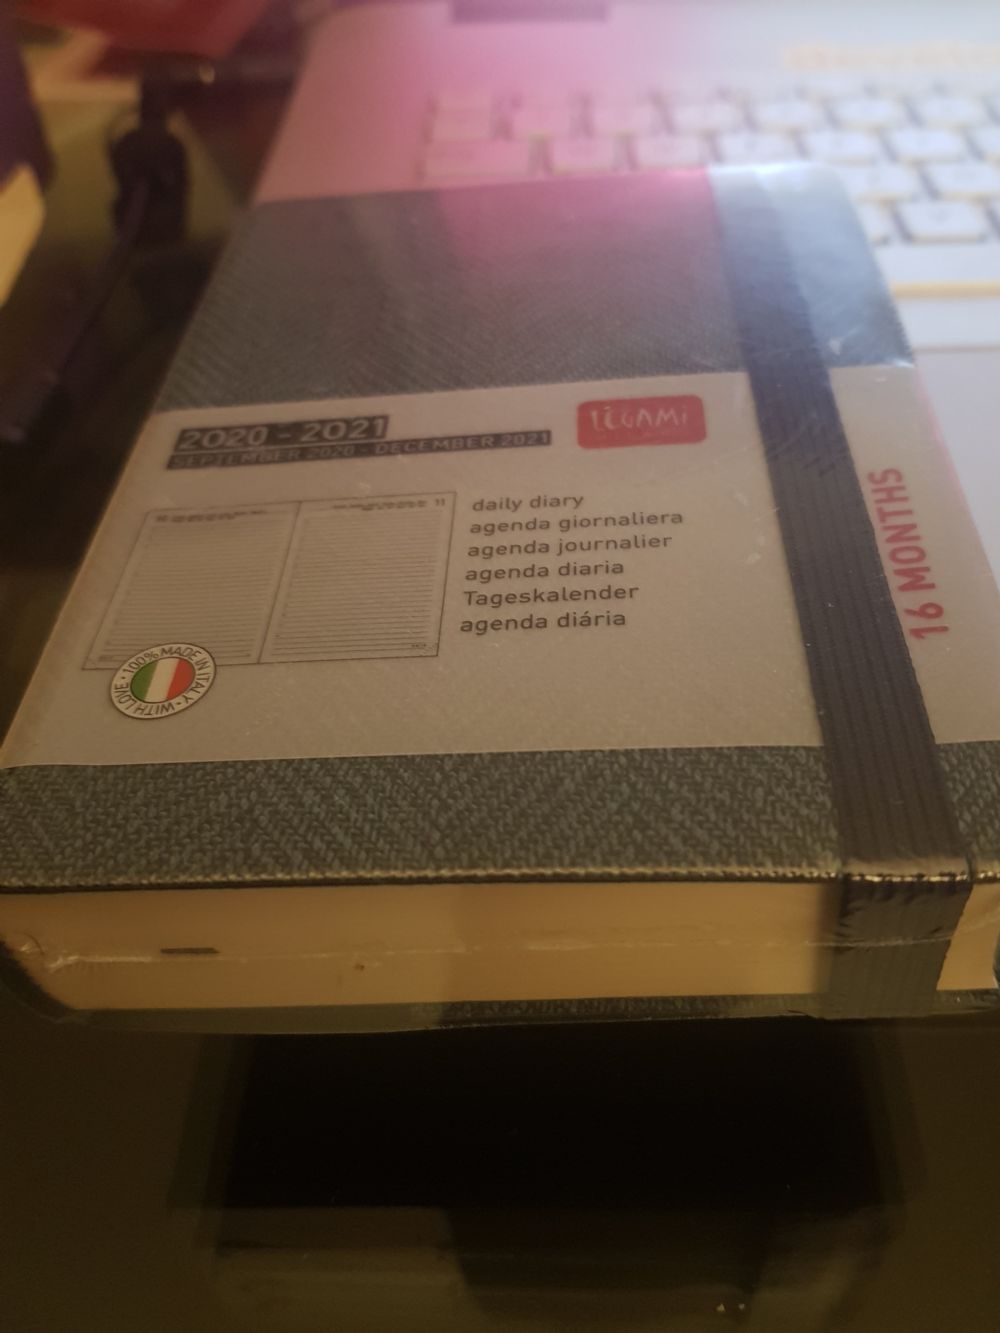 2020 - 2021
SEPTEMBER 2020 - DECEMBER 2021
LEGAMI
daily diary
agenda giornaliera
agenda journalier
agenda diaria
Tageskalender
agenda diária
100% MADE IN ITALY • WITH LOVE •
16 MONTHS
11